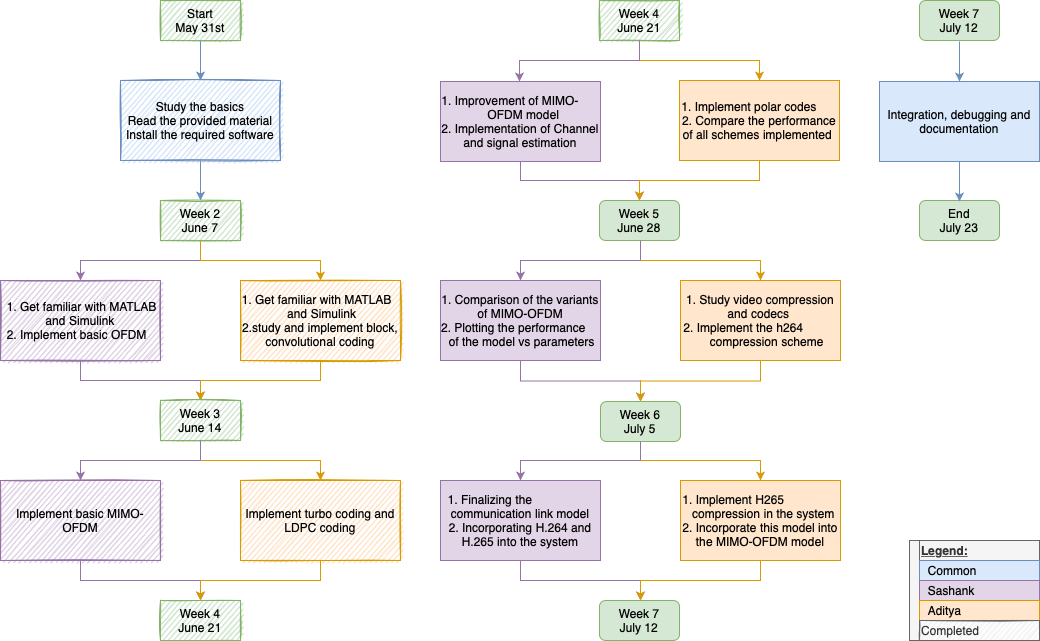 Start
May 31st
Study the basics
Read the provided material
Install the required software
Week 2
June 7
1. Get familiar with MATLAB
and Simulink
2. Implement basic OFDM
1. Get familiar with MATLAB
and Simulink
2.study and implement block,
convolutional coding
Week 3
June 14
Implement basic MIMO-
OFDM
Implement turbo coding and
LDPC coding
Week 4
June 21
Week 4
June 21
1. Improvement of MIMO-
OFDM model
2. Implementation of Channel
and signal estimation
1. Implement polar codes
2. Compare the performance
of all schemes implemented
Week 5
June 28
1. Comparison of the variants
of MIMO-OFDM
2. Plotting the performance
of the model vs parameters
1. Study video compression
and codecs
2. Implement the h264
compression scheme
Week 6
July 5
1. Finalizing the
communication link model
2. Incorporating H.264 and
H.265 into the system
1. Implement H265
compression in the system
2. Incorporate this model into
the MIMO-OFDM model
Week 7
July 12
Week 7
July 12
Integration, debugging and
documentation
End
July 23
Legend:
Common
Sashank
Aditya
Completed